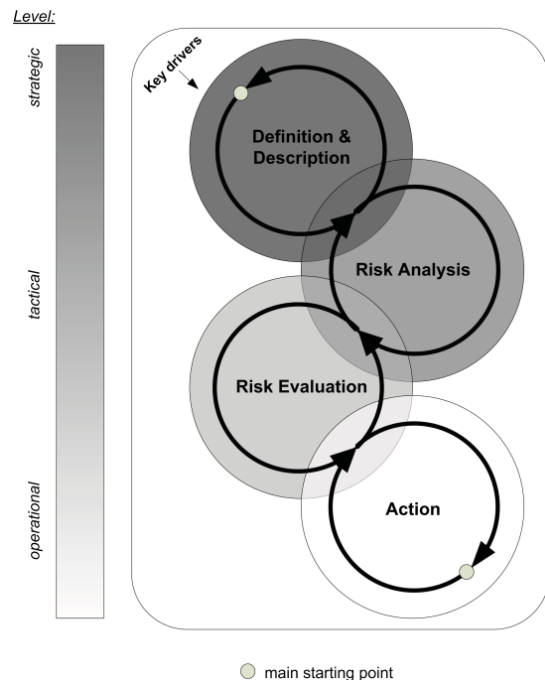 Level:
strategic
tactical
operational
Key drivers
Definition &
Description
Risk Analysis
Risk Evaluation
Action
main starting point